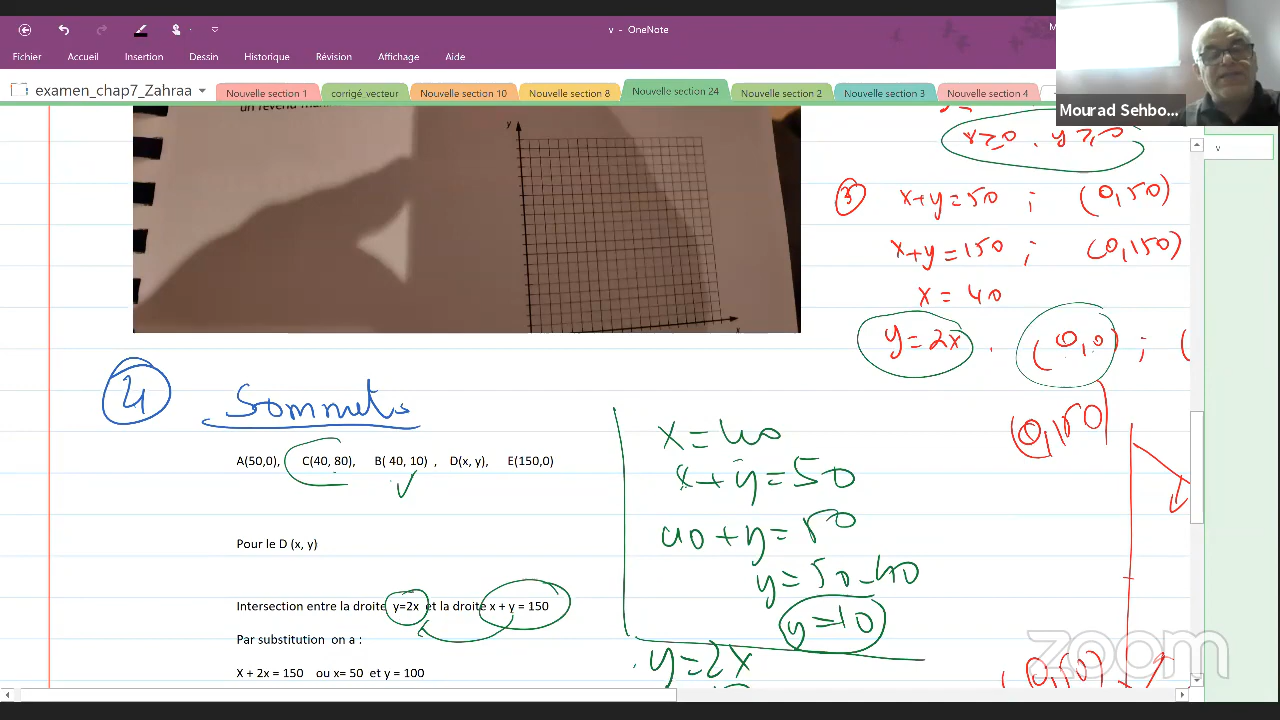 v - OneNote
Fichier Accueil Insertion Dessin Historique Révision Affichage Aide
examen_chap7_Zahraa Nouvelle section 1 corrigé vecteur Nouvelle section 10 Nouvelle section 8 Nouvelle section 24 Nouvelle section 2 Nouvelle section 3 Nouvelle section 4
Mourad Sehbo...
v
un revenu
y
x
x≥0, y≥0
③ x+y=50 ; (0,50)
x+y=150 ; (0,150)
x=40
y=2x . (0,0) ; (
4 Sommets
(0,150)
A(50,0), C(40, 80), B( 40, 10) , D(x, y), E(150,0)
Pour le D (x, y)
Intersection entre la droite y=2x et la droite x + y = 150
Par substitution on a :
X + 2x = 150 ou x= 50 et y = 100
x=40
x+y=50
40+y=50
y=50-40
y=10
y=2x
(0,50)
zoom